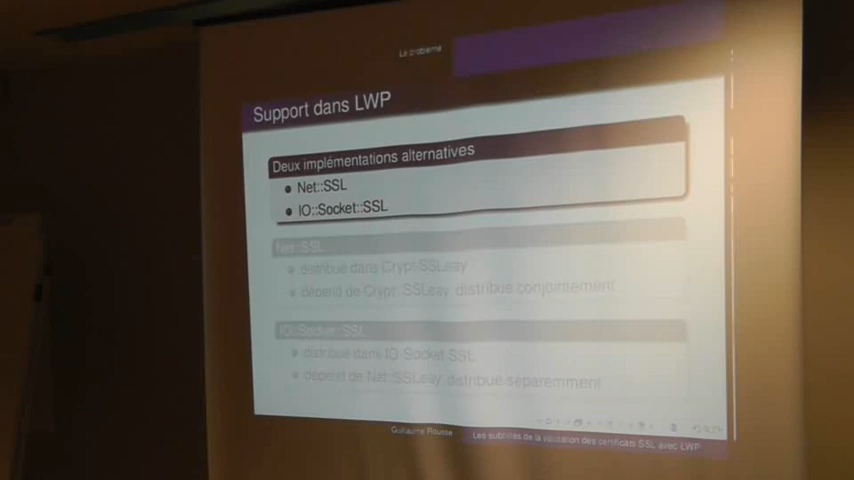 Le problème
Support dans LWP
Deux implémentations alternatives
Net::SSL
IO::Socket::SSL
Net::SSL
distribué dans Crypt-SSLeay
dépend de Crypt::SSLeay, distribué conjointement
IO::Socket::SSL
distribué dans IO-Socket-SSL
dépend de Net::SSLeay, distribué séparemment
Guillaume Rousse
Les subtilités de la validation des certificats SSL avec LWP